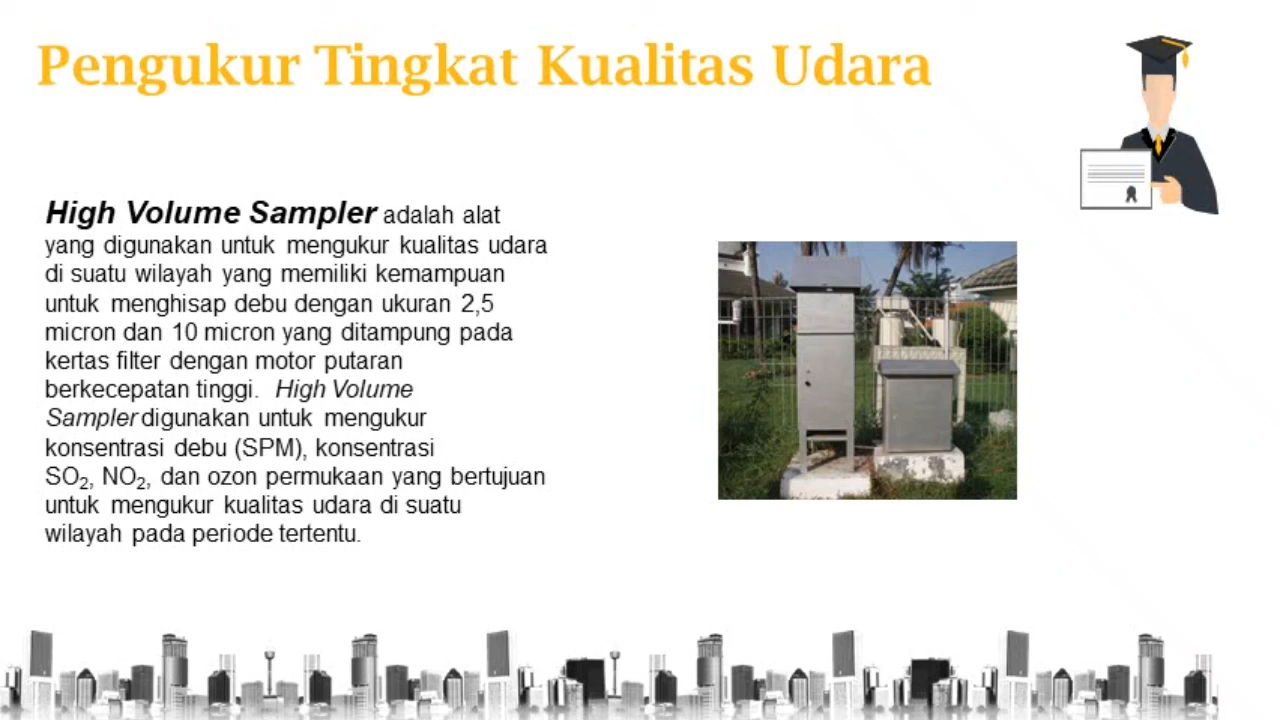 Pengukur Tingkat Kualitas Udara
High Volume Sampler adalah alat
yang digunakan untuk mengukur kualitas udara
di suatu wilayah yang memiliki kemampuan
untuk menghisap debu dengan ukuran 2,5
micron dan 10 micron yang ditampung pada
kertas filter dengan motor putaran
berkecepatan tinggi. High Volume
Sampler digunakan untuk mengukur
konsentrasi debu (SPM), konsentrasi
SO₂, NO₂, dan ozon permukaan yang bertujuan
untuk mengukur kualitas udara di suatu
wilayah pada periode tertentu.